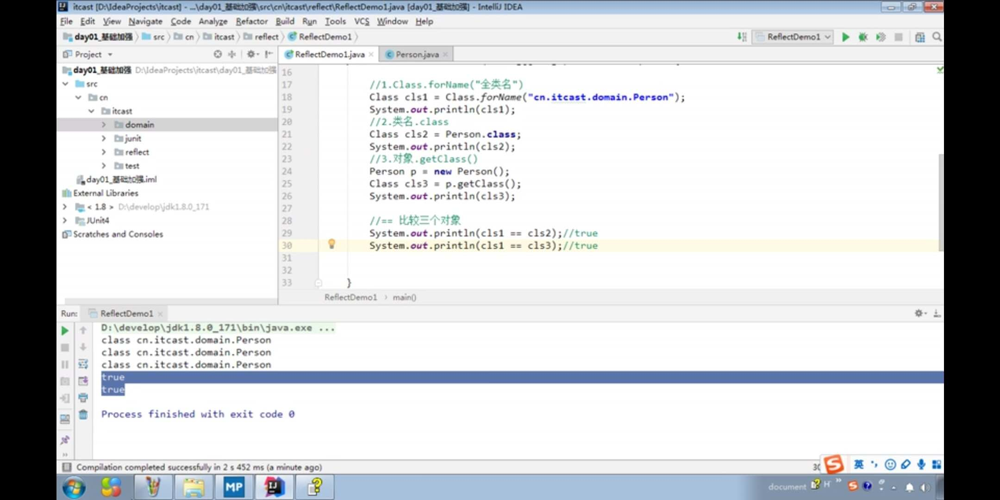 itcast [D:\IdeaProjects\itcast] - ...\day01_基础加强\src\cn\itcast\reflect\ReflectDemo1.java [day01_基础加强] - IntelliJ IDEA
File Edit View Navigate Code Analyze Refactor Build Run Tools VCS Window Help
day01_基础加强 src cn itcast reflect ReflectDemo1
ReflectDemo1
Project
ReflectDemo1.java Person.java
day01_基础加强 D:\IdeaProjects\itcast\day01_基础加强
src
cn
itcast
domain
junit
reflect
test
day01_基础加强.iml
External Libraries
< 1.8 > D:\develop\jdk1.8.0_171
JUnit4
Scratches and Consoles
16
17 //1.Class.forName("全类名")
18 Class cls1 = Class.forName("cn.itcast.domain.Person");
19 System.out.println(cls1);
20 //2.类名.class
21 Class cls2 = Person.class;
22 System.out.println(cls2);
23 //3.对象.getClass()
24 Person p = new Person();
25 Class cls3 = p.getClass();
26 System.out.println(cls3);
27
28 //== 比较三个对象
29 System.out.println(cls1 == cls2);//true
30 System.out.println(cls1 == cls3);//true
31
32
33 }
ReflectDemo1 › main()
Run: ReflectDemo1
D:\develop\jdk1.8.0_171\bin\java.exe ...
class cn.itcast.domain.Person
class cn.itcast.domain.Person
class cn.itcast.domain.Person
true
true
Process finished with exit code 0
Compilation completed successfully in 2 s 452 ms (a minute ago)
英
MP
IJ
document